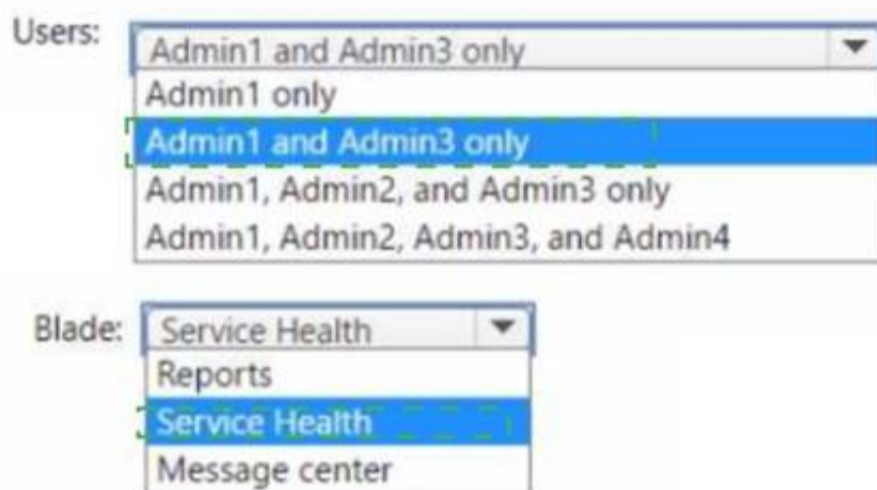 Users:
Admin1 and Admin3 only
Admin1 only
Admin1 and Admin3 only
Admin1, Admin2, and Admin3 only
Admin1, Admin2, Admin3, and Admin4
Blade:
Service Health
Reports
Service Health
Message center